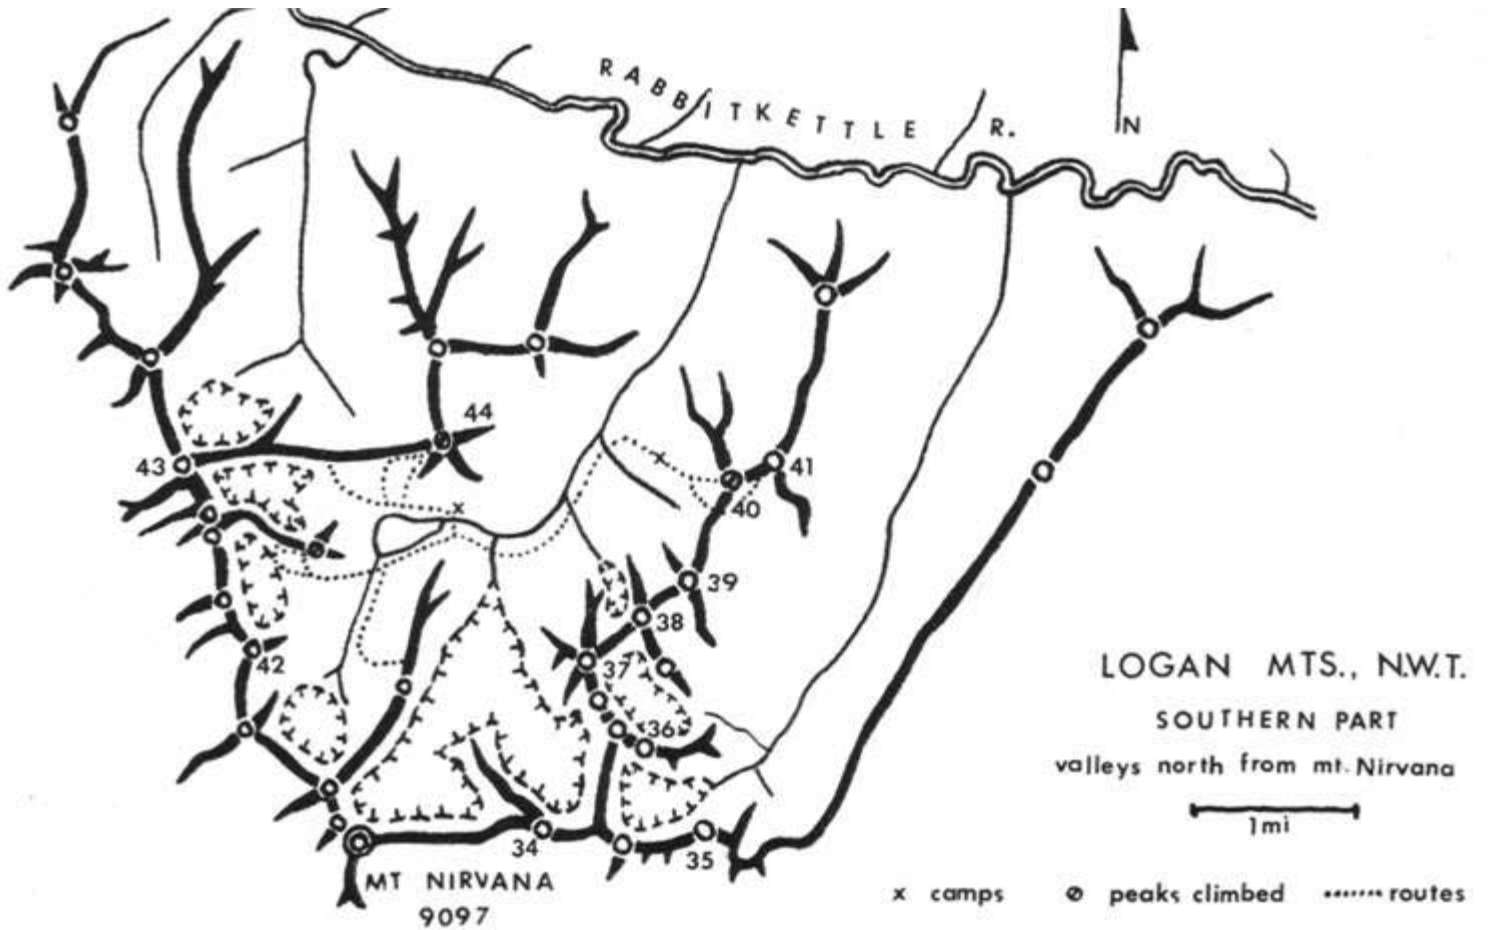 RABBITKETTLE R.
N
44
43
41
40
39
38
37
42
36
34
35
MT NIRVANA
9097
LOGAN MTS., N.W.T.
SOUTHERN PART
valleys north from mt. Nirvana
1mi
x camps peaks climbed routes